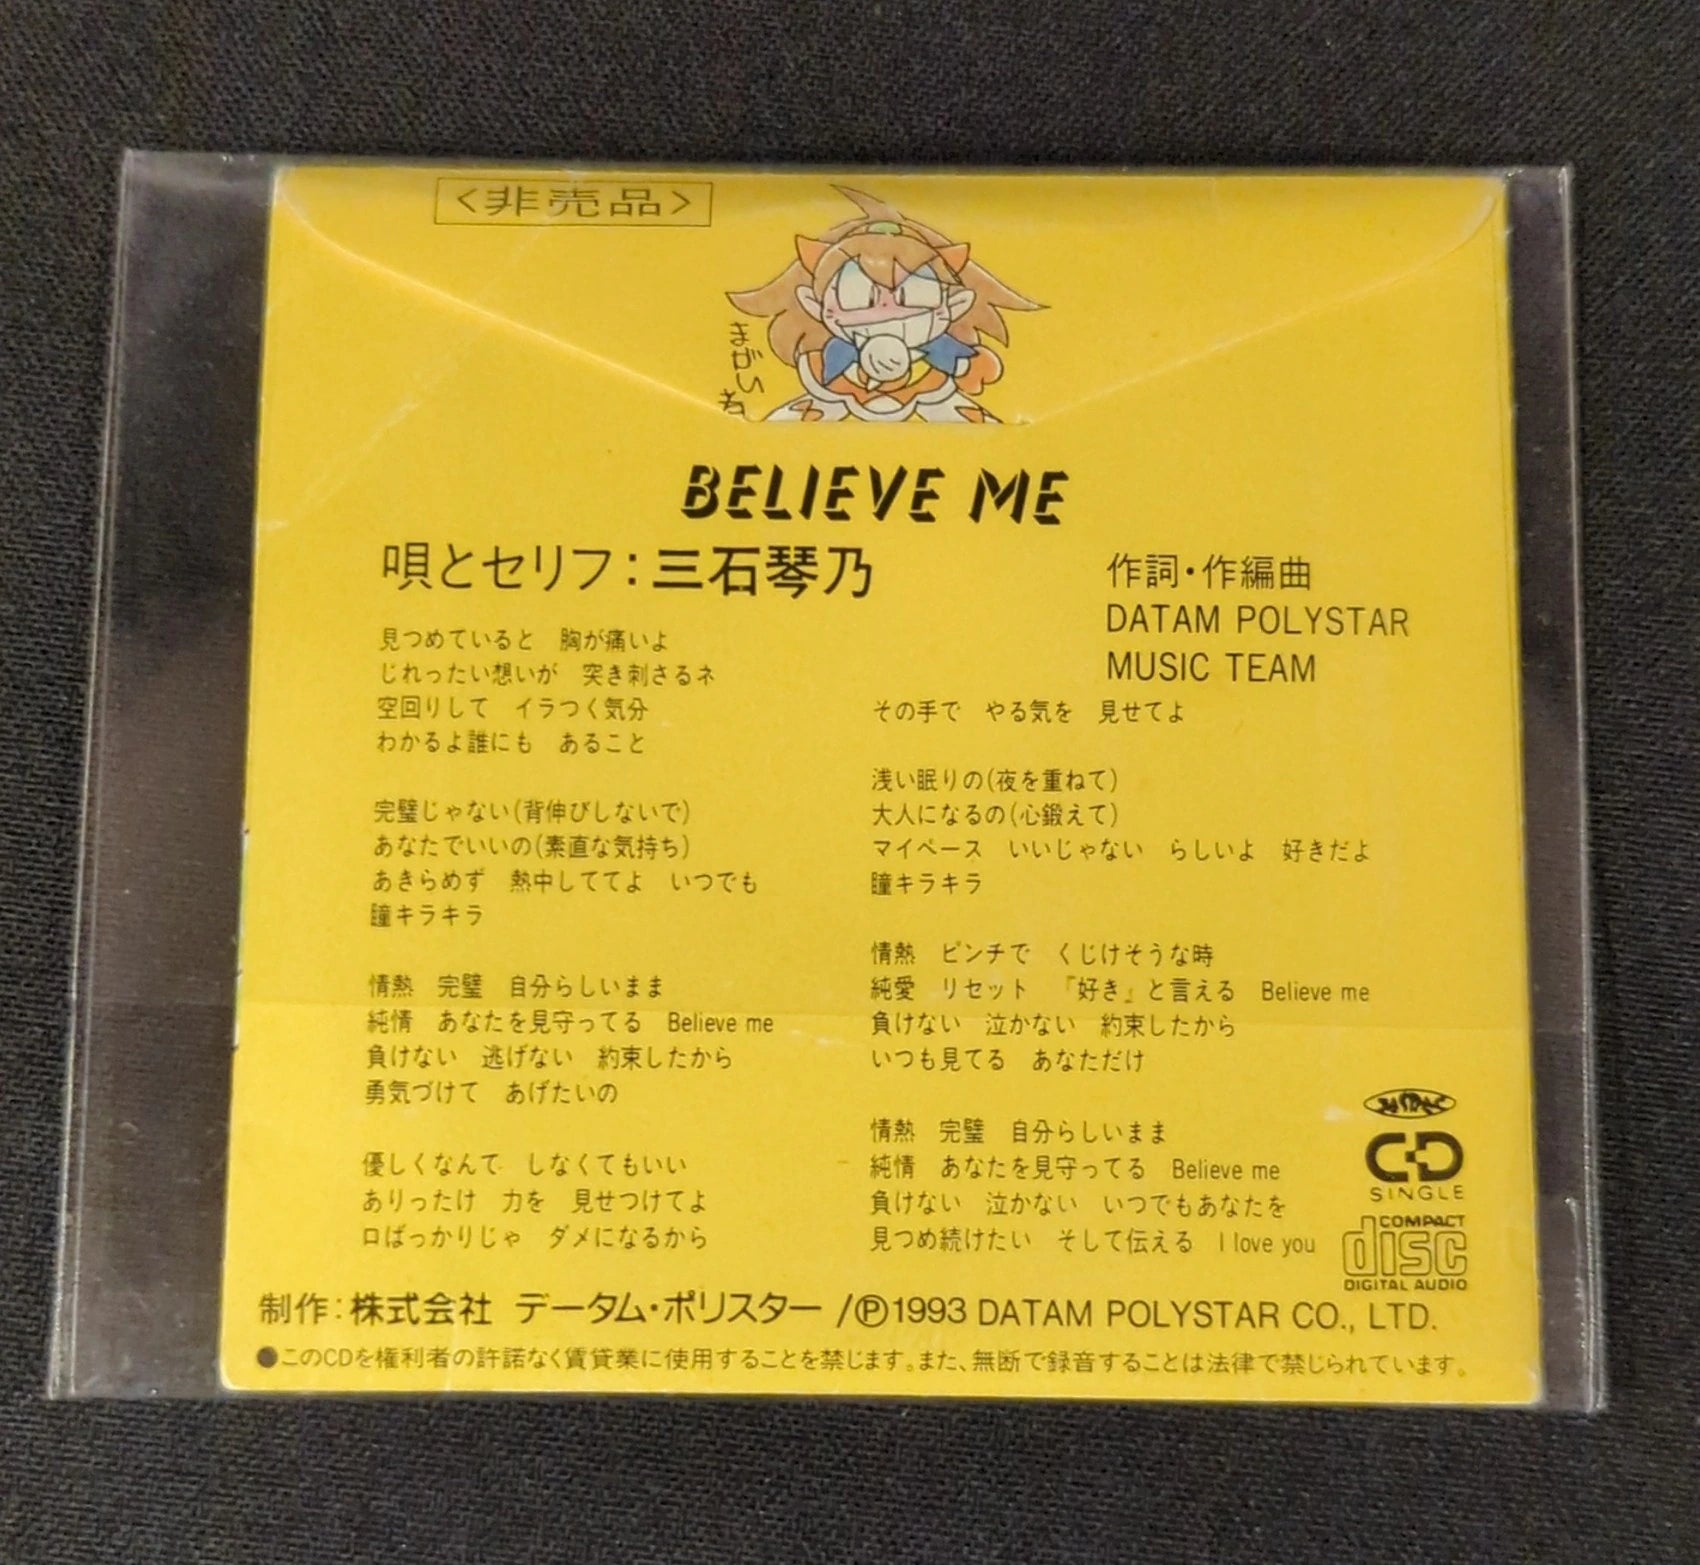 <非売品>
まかいね
BELIEVE ME
唄とセリフ:三石琴乃
作詞・作編曲
DATAM POLYSTAR
MUSIC TEAM
見つめていると 胸が痛いよ
じれったい想いが 突き刺さるネ
空回りして イラつく気分
わかるよ誰にも あること
完璧じゃない(背伸びしないで)
あなたでいいの(素直な気持ち)
あきらめず 熱中しててよ いつでも
瞳キラキラ
情熱 完璧 自分らしいまま
純情 あなたを見守ってる Believe me
負けない 逃げない 約束したから
勇気づけて あげたいの
優しくなんて しなくてもいい
ありったけ 力を 見せつけてよ
口ばっかりじゃ ダメになるから
その手で やる気を 見せてよ
浅い眠りの(夜を重ねて)
大人になるの(心鍛えて)
マイペース いいじゃない らしいよ 好きだよ
瞳キラキラ
情熱 ピンチで くじけそうな時
純愛 リセット 『好き』と言える Believe me
負けない 泣かない 約束したから
いつも見てる あなただけ
情熱 完璧 自分らしいまま
純情 あなたを見守ってる Believe me
負けない 泣かない いつでもあなたを
見つめ続けたい そして伝える I love you
CD
SINGLE
COMPACT
disc
DIGITAL AUDIO
制作:株式会社 データム・ポリスター /Ⓟ1993 DATAM POLYSTAR CO., LTD.
●このCDを権利者の許諾なく賃貸業に使用することを禁じます。また、無断で録音することは法律で禁じられています。